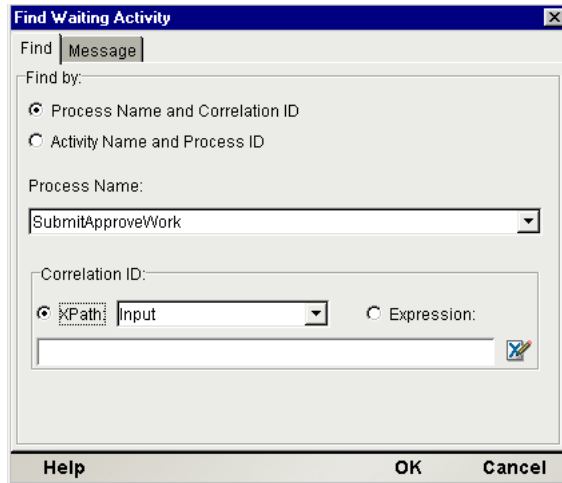 Find Waiting Activity
Find Message
Find by:
Process Name and Correlation ID
Activity Name and Process ID
Process Name:
SubmitApproveWork
Correlation ID:
XPath: Input Expression:
Help OK Cancel